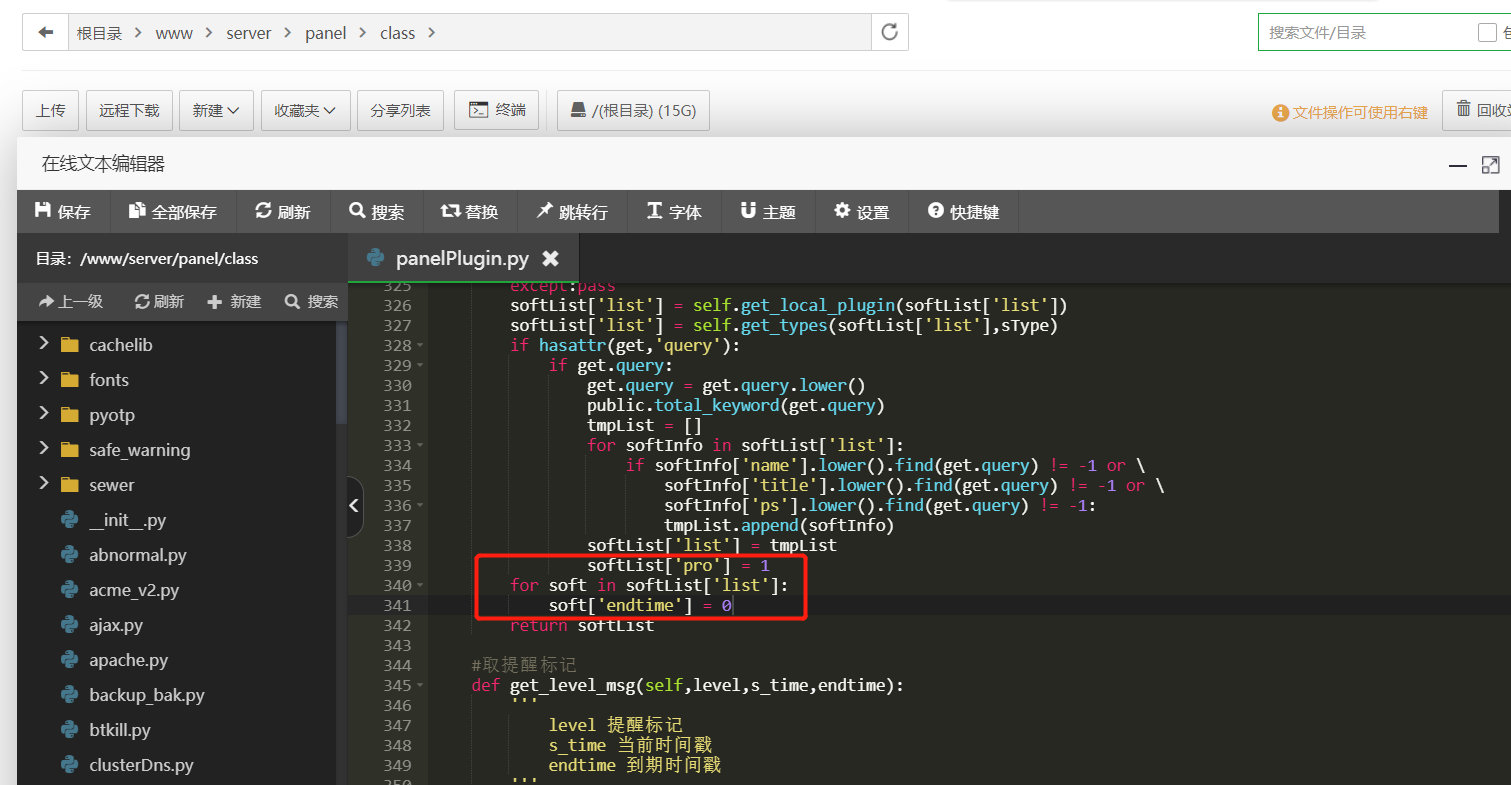 根目录 > www > server > panel > class >
搜索文件/目录
上传 远程下载 新建 收藏夹 分享列表 终端 /(根目录) (15G)
文件操作可使用右键 回收
在线文本编辑器
保存 全部保存 刷新 搜索 替换 跳转行 字体 主题 设置 快捷键
目录: /www/server/panel/class
上一级 刷新 新建 搜索
cachelib
fonts
pyotp
safe_warning
sewer
__init__.py
abnormal.py
acme_v2.py
ajax.py
apache.py
backup_bak.py
btkill.py
clusterDns.py
panelPlugin.py
325 except:pass
326 softList['list'] = self.get_local_plugin(softList['list'])
327 softList['list'] = self.get_types(softList['list'],sType)
328 if hasattr(get,'query'):
329 if get.query:
330 get.query = get.query.lower()
331 public.total_keyword(get.query)
332 tmpList = []
333 for softInfo in softList['list']:
334 if softInfo['name'].lower().find(get.query) != -1 or \
335 softInfo['title'].lower().find(get.query) != -1 or \
336 softInfo['ps'].lower().find(get.query) != -1:
337 tmpList.append(softInfo)
338 softList['list'] = tmpList
339 softList['pro'] = 1
340 for soft in softList['list']:
341 soft['endtime'] = 0
342 return softList
343
344 #取提醒标记
345 def get_level_msg(self,level,s_time,endtime):
346 '''
347 level 提醒标记
348 s_time 当前时间戳
349 endtime 到期时间戳
350 '''